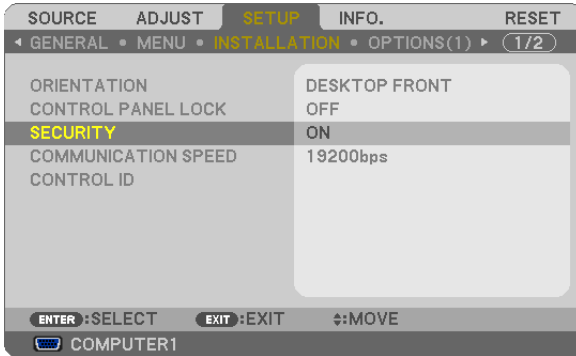 SOURCE ADJUST SETUP INFO. RESET
GENERAL • MENU • INSTALLATION • OPTIONS(1) 1/2
ORIENTATION DESKTOP FRONT
CONTROL PANEL LOCK OFF
SECURITY ON
COMMUNICATION SPEED 19200bps
CONTROL ID
ENTER :SELECT EXIT :EXIT :MOVE
COMPUTER1